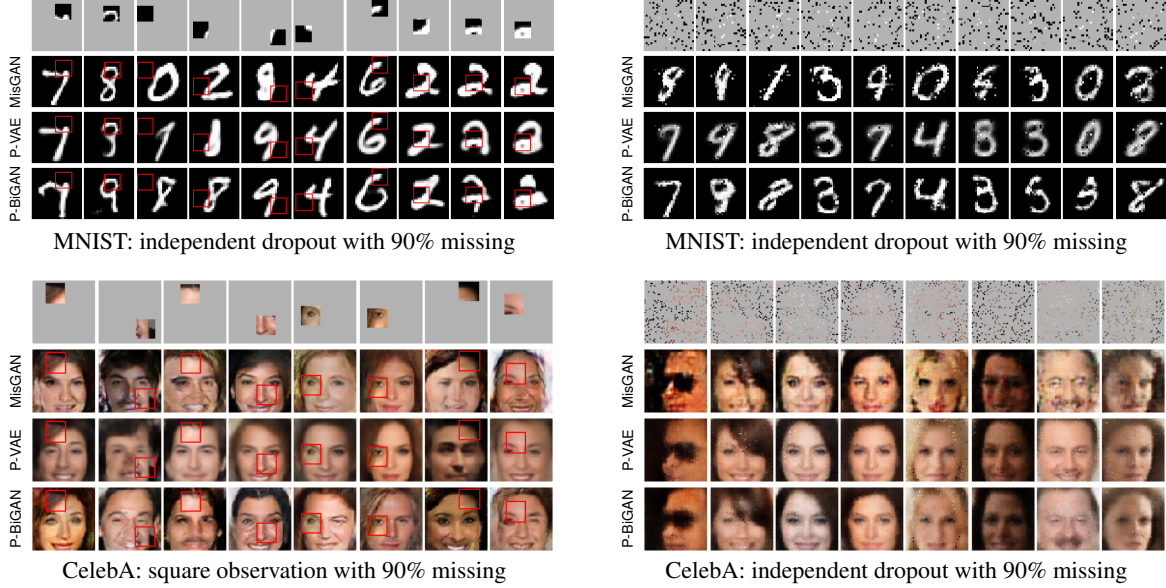 MisGAN
P-VAE
P-BiGAN
MNIST: independent dropout with 90% missing
MisGAN
P-VAE
P-BiGAN
MNIST: independent dropout with 90% missing
MisGAN
P-VAE
P-BiGAN
CelebA: square observation with 90% missing
MisGAN
P-VAE
P-BiGAN
CelebA: independent dropout with 90% missing